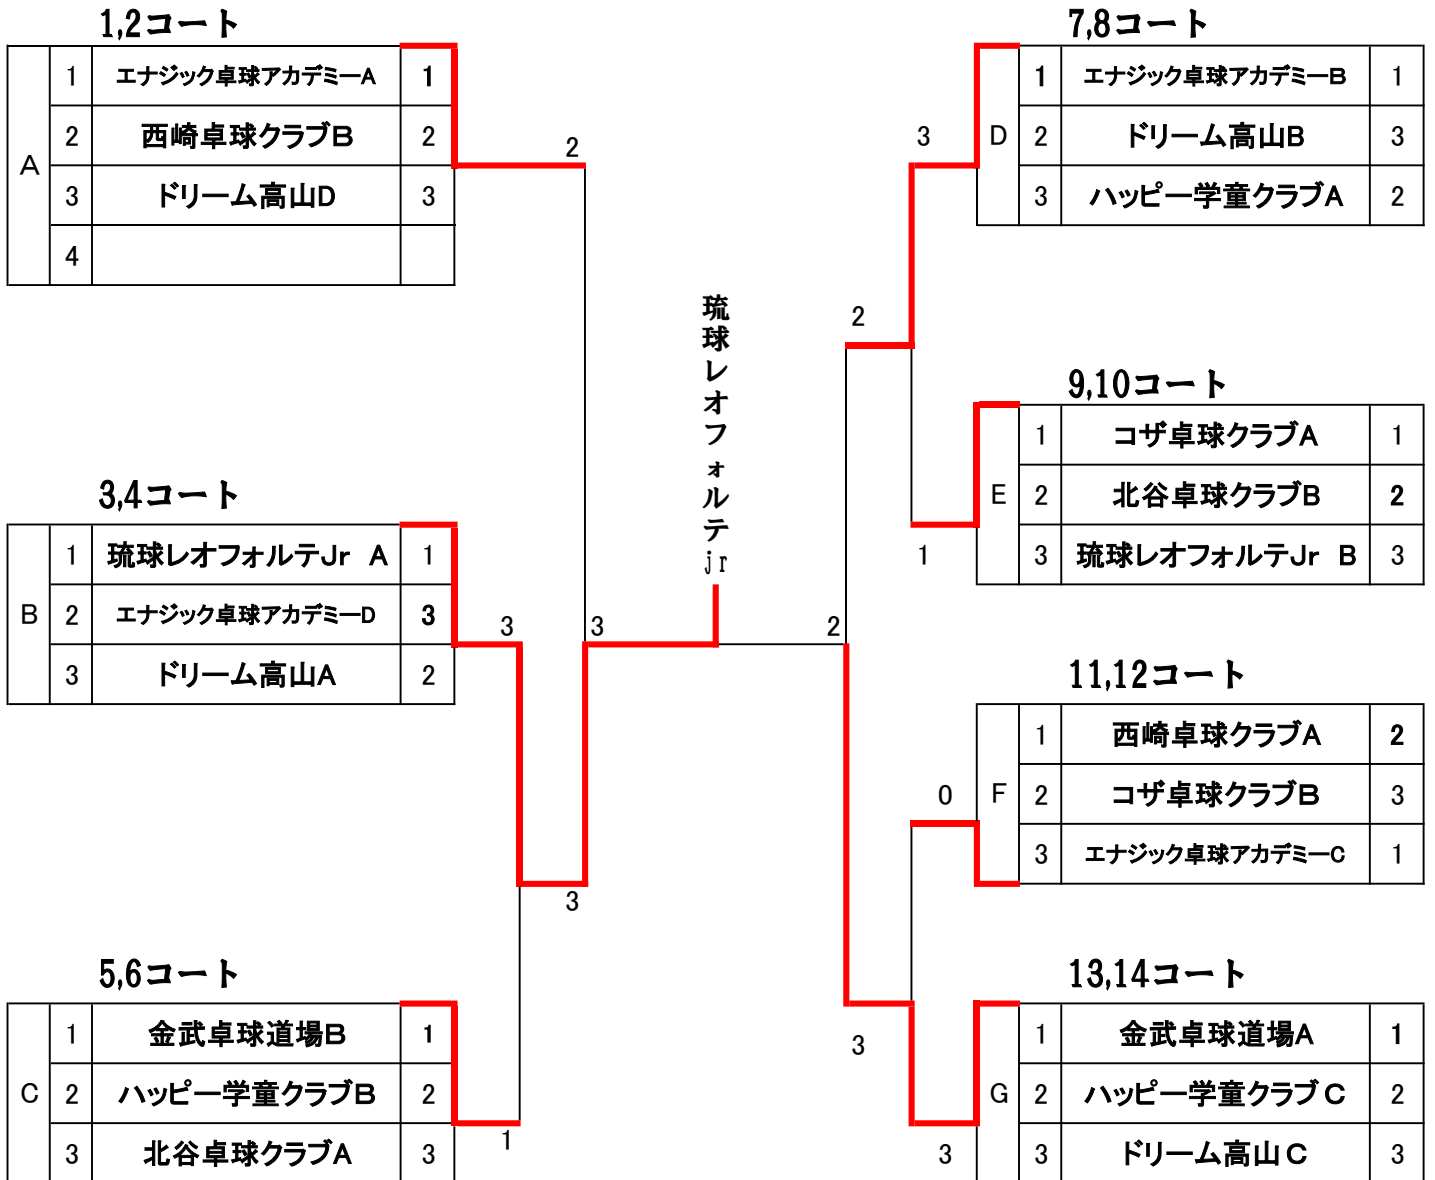 1,2コート
A
1 エナジック卓球アカデミーA 1
2 西崎卓球クラブB 2
3 ドリーム高山D 3
4
2
3,4コート
B
1 琉球レオフォルテJr A 1
2 エナジック卓球アカデミーD 3
3 ドリーム高山A 2
3
3
3
5,6コート
C
1 金武卓球道場B 1
2 ハッピー学童クラブB 2
3 北谷卓球クラブA 3
1
琉球レオフォルテjr
7,8コート
D
1 エナジック卓球アカデミーB 1
2 ドリーム高山B 3
3 ハッピー学童クラブA 2
3
2
9,10コート
E
1 コザ卓球クラブA 1
2 北谷卓球クラブB 2
3 琉球レオフォルテJr B 3
1
2
11,12コート
F
1 西崎卓球クラブA 2
2 コザ卓球クラブB 3
3 エナジック卓球アカデミーC 1
0
13,14コート
G
1 金武卓球道場A 1
2 ハッピー学童クラブC 2
3 ドリーム高山C 3
3
3